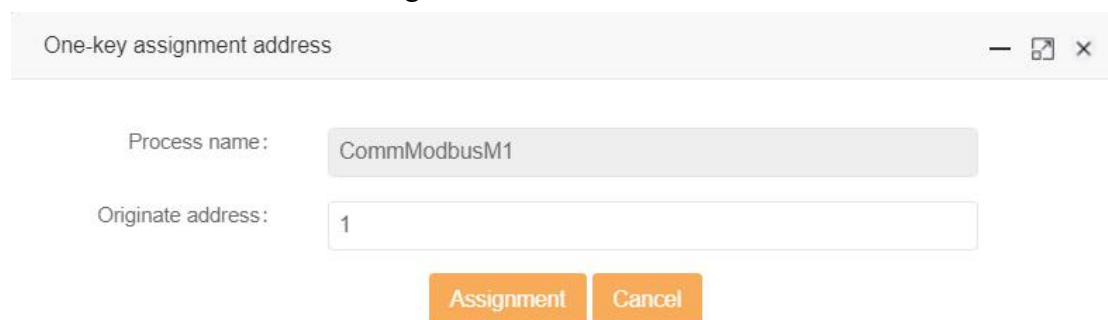 One-key assignment address
Process name: CommModbusM1
Originate address: 1
Assignment Cancel